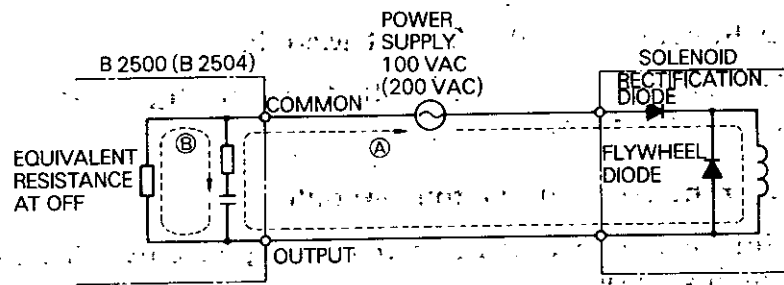 POWER
SUPPLY
100 VAC
(200 VAC)
B 2500 (B 2504)
SOLENOID
RECTIFICATION
DIODE
COMMON
Ⓑ
Ⓐ
EQUIVALENT
RESISTANCE
AT OFF
FLYWHEEL
DIODE
OUTPUT